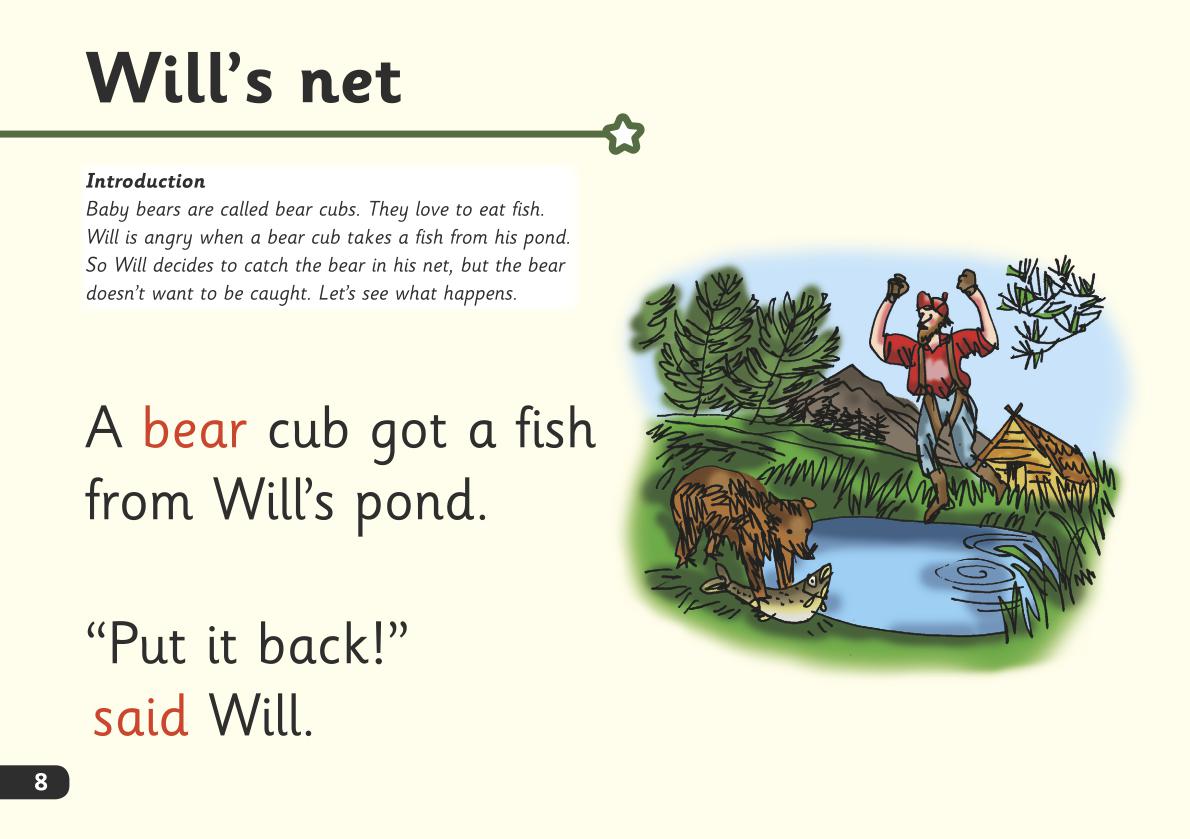 Will’s net
Introduction
Baby bears are called bear cubs. They love to eat fish.
Will is angry when a bear cub takes a fish from his pond.
So Will decides to catch the bear in his net, but the bear
doesn’t want to be caught. Let’s see what happens.
A bear cub got a fish
from Will’s pond.
“Put it back!”
said Will.
8